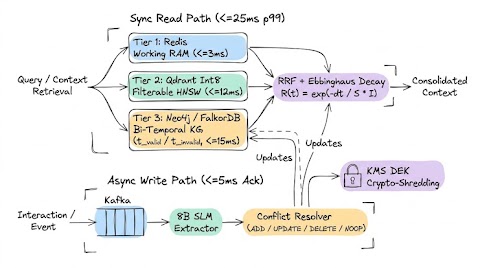 Sync Read Path (<=25ms p99)
Query / Context
Retrieval
Tier 1: Redis
Working RAM (<=3ms)
Tier 2: Qdrant Int8
Filterable HNSW (<=12ms)
Tier 3: Neo4j / FalkorDB
Bi-Temporal KG
(t_valid / t_invalid, <=15ms)
RRF + Ebbinghaus Decay
R(t) = exp(-dt / S * I)
Consolidated
Context
Updates
Updates
KMS DEK
Crypto-Shredding
Async Write Path (<=5ms Ack)
Interaction /
Event
Kafka
8B SLM
Extractor
Conflict Resolver
(ADD / UPDATE / DELETE / NOOP)